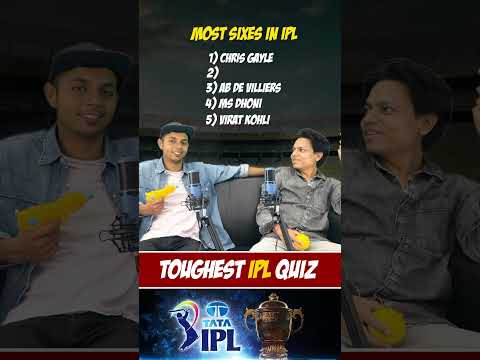 MOST SIXES IN IPL
1) CHRIS GAYLE
2)
3) AB DE VILLIERS
4) MS DHONI
5) VIRAT KOHLI
TOUGHEST IPL QUIZ
TATA
IPL